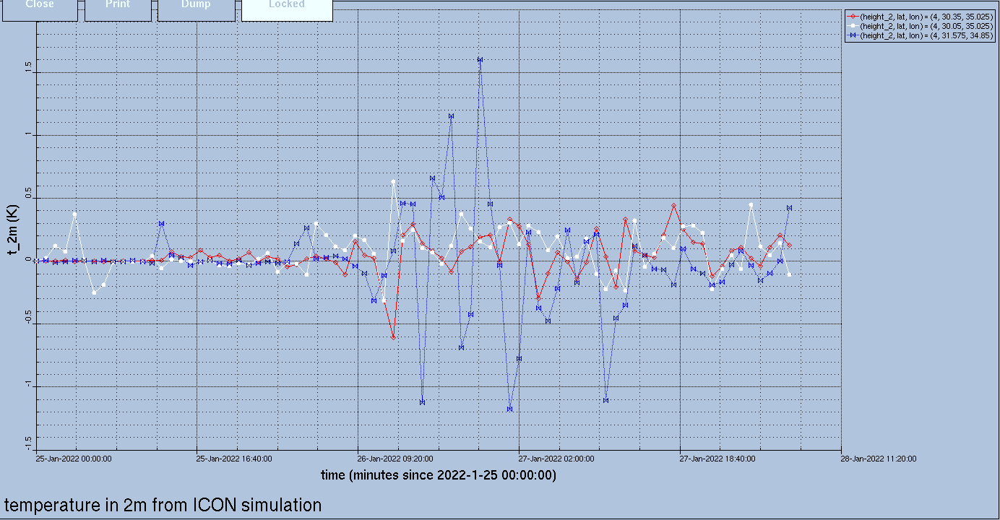 Close Print Dump Locked
(height_2, lat, lon) = (4, 30.35, 35.025)
(height_2, lat, lon) = (4, 30.05, 35.025)
(height_2, lat, lon) = (4, 31.575, 34.85)
1.5
1
0.5
0
-0.5
-1
-1.5
t_2m (K)
25-Jan-2022 00:00:00 25-Jan-2022 16:40:00 26-Jan-2022 09:20:00 27-Jan-2022 02:00:00 27-Jan-2022 18:40:00 28-Jan-2022 11:20:00
time (minutes since 2022-1-25 00:00:00)
temperature in 2m from ICON simulation